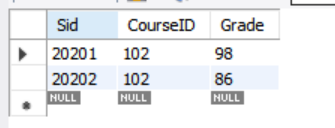 Sid CourseID Grade
20201 102 98
20202 102 86
NULL NULL NULL